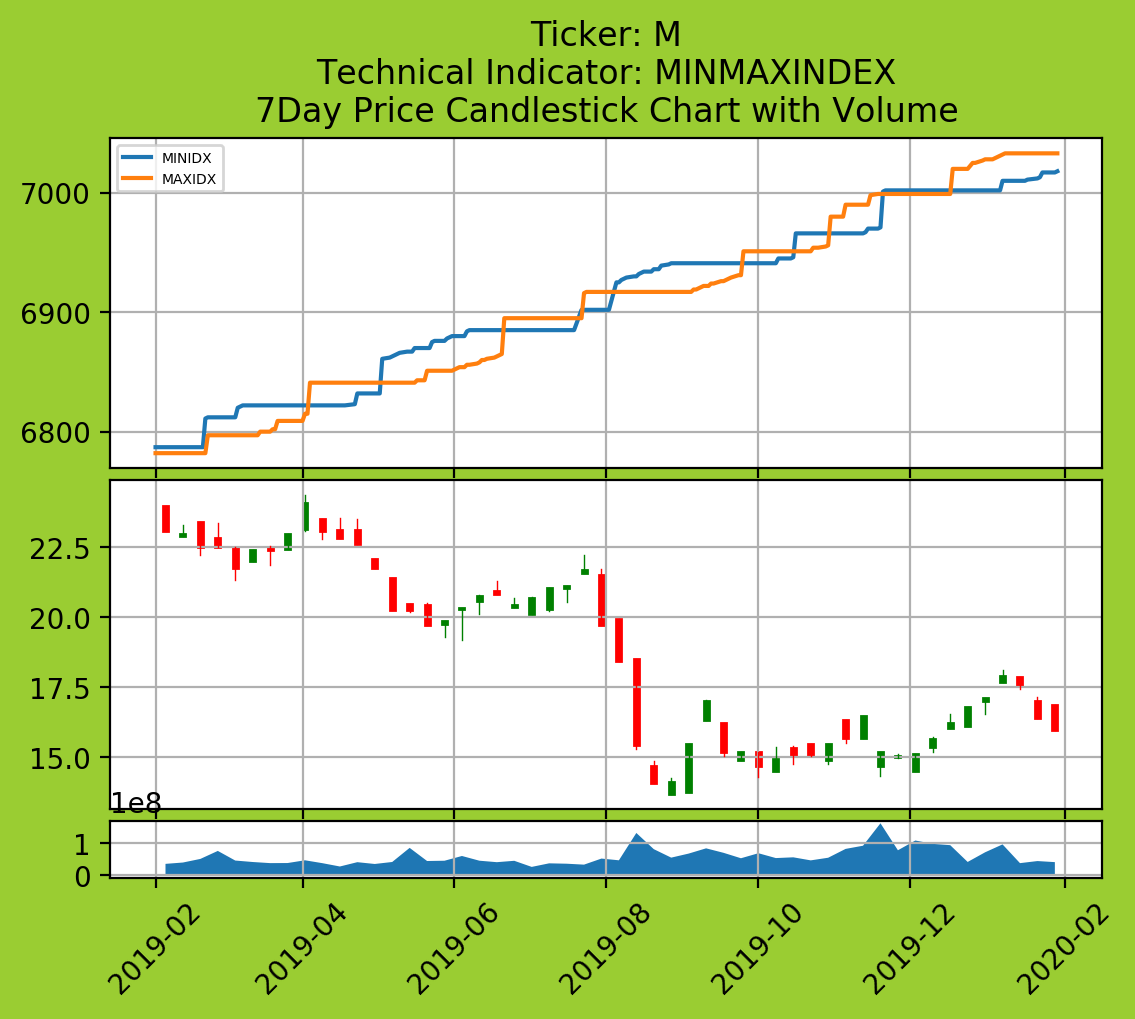 Ticker: M
Technical Indicator: MINMAXINDEX
7Day Price Candlestick Chart with Volume
MINIDX
MAXIDX
7000
6900
6800
22.5
20.0
17.5
15.0
1e8
1
0
2019-02
2019-04
2019-06
2019-08
2019-10
2019-12
2020-02